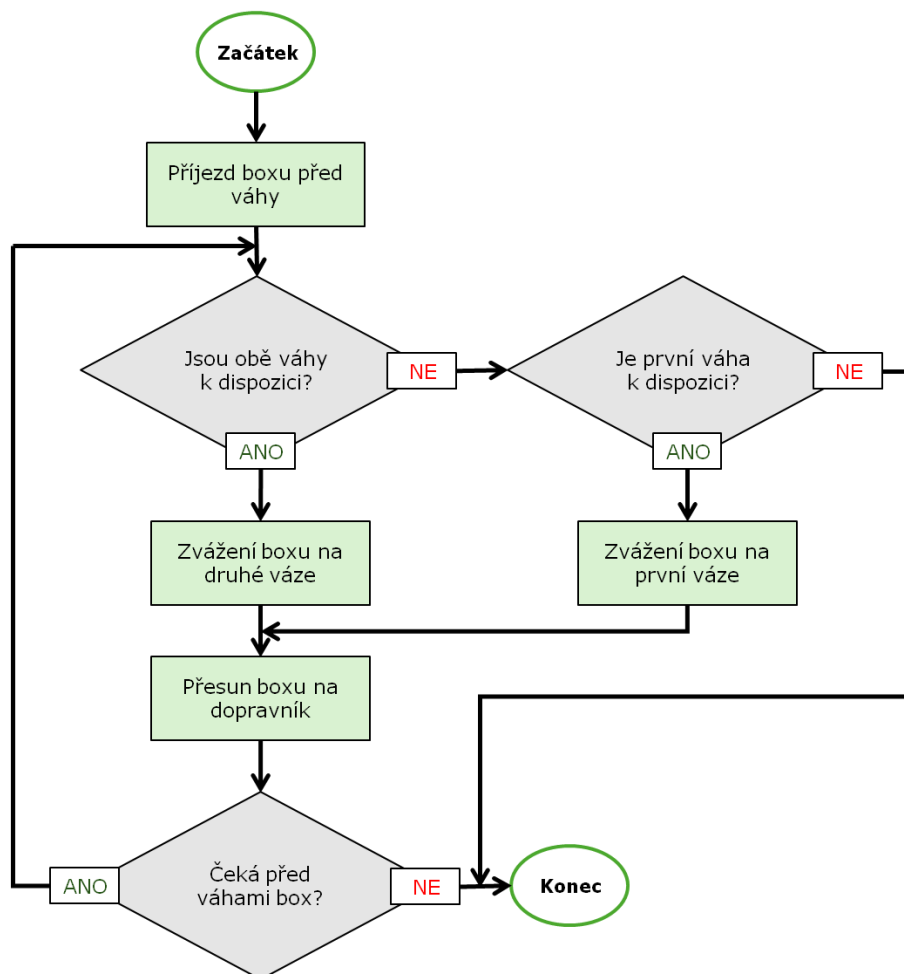 Začátek
Příjezd boxu před
váhy
Jsou obě váhy
k dispozici?
NE
ANO
Je první váha
k dispozici?
NE
ANO
Zvážení boxu na
druhé váze
Zvážení boxu na
první váze
Přesun boxu na
dopravník
Čeká před
váhami box?
ANO
NE
Konec